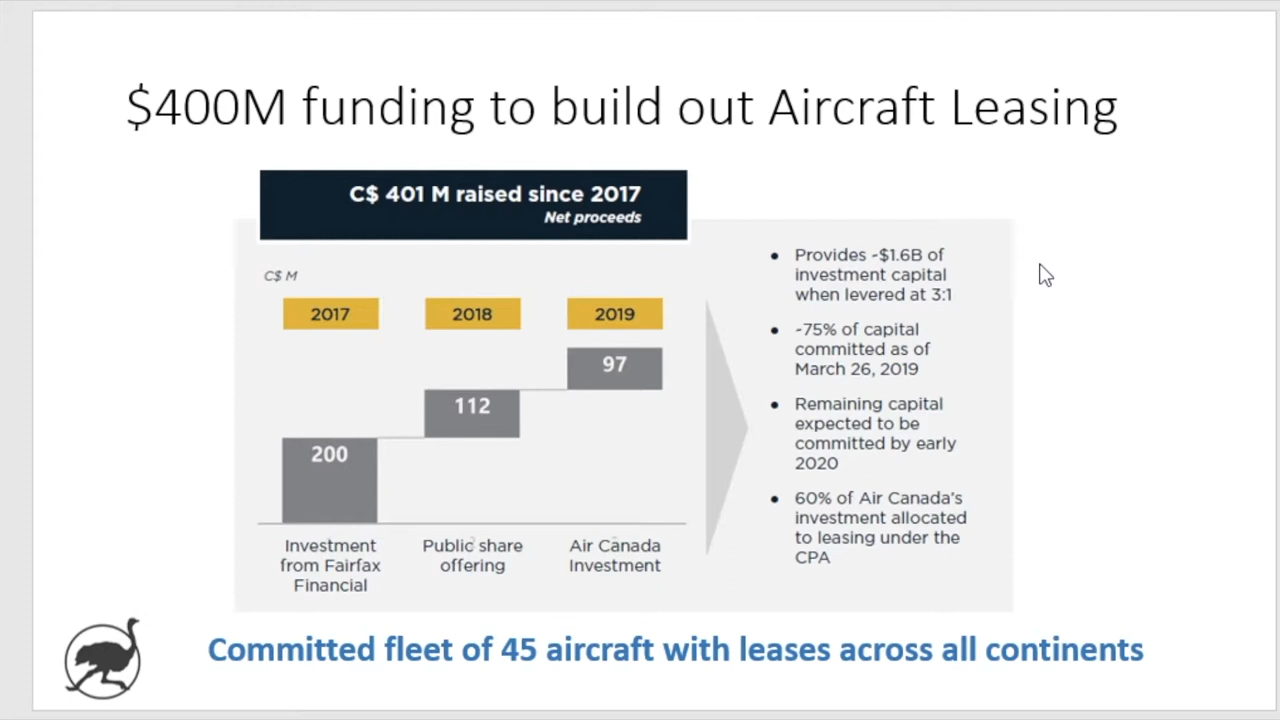 $400M funding to build out Aircraft Leasing
C$ 401 M raised since 2017
Net proceeds
C$ M
2017
2018
2019
200
112
97
Investment
from Fairfax
Financial
Public share
offering
Air Canada
Investment
• Provides ~$1.6B of
investment capital
when levered at 3:1
• ~75% of capital
committed as of
March 26, 2019
• Remaining capital
expected to be
committed by early
2020
• 60% of Air Canada's
investment allocated
to leasing under the
CPA
Committed fleet of 45 aircraft with leases across all continents